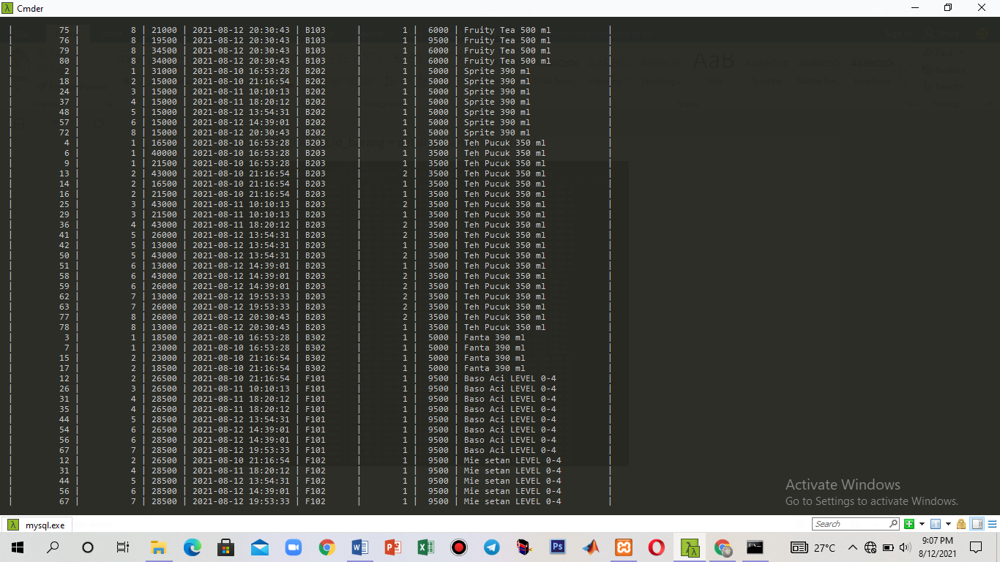 Cmder
| 75 | 8 | 21000 | 2021-08-12 20:30:43 | B103 | 1 | 6000 | Fruity Tea 500 ml |
| 76 | 8 | 19500 | 2021-08-12 20:30:43 | B103 | 1 | 9500 | Fruity Tea 500 ml |
| 79 | 8 | 34500 | 2021-08-12 20:30:43 | B103 | 1 | 6000 | Fruity Tea 500 ml |
| 80 | 8 | 34000 | 2021-08-12 20:30:43 | B103 | 1 | 6000 | Fruity Tea 500 ml |
| 2 | 1 | 31000 | 2021-08-10 16:53:28 | B202 | 1 | 5000 | Sprite 390 ml |
| 18 | 2 | 15000 | 2021-08-10 21:16:54 | B202 | 1 | 5000 | Sprite 390 ml |
| 24 | 3 | 15000 | 2021-08-11 10:10:13 | B202 | 1 | 5000 | Sprite 390 ml |
| 37 | 4 | 15000 | 2021-08-11 18:20:12 | B202 | 1 | 5000 | Sprite 390 ml |
| 48 | 5 | 15000 | 2021-08-12 13:54:31 | B202 | 1 | 5000 | Sprite 390 ml |
| 57 | 6 | 15000 | 2021-08-12 14:39:01 | B202 | 1 | 5000 | Sprite 390 ml |
| 72 | 8 | 15000 | 2021-08-12 20:30:43 | B202 | 1 | 5000 | Sprite 390 ml |
| 4 | 1 | 16500 | 2021-08-10 16:53:28 | B203 | 1 | 3500 | Teh Pucuk 350 ml |
| 6 | 1 | 40000 | 2021-08-10 16:53:28 | B203 | 1 | 3500 | Teh Pucuk 350 ml |
| 9 | 1 | 21500 | 2021-08-10 16:53:28 | B203 | 1 | 3500 | Teh Pucuk 350 ml |
| 13 | 2 | 43000 | 2021-08-10 21:16:54 | B203 | 2 | 3500 | Teh Pucuk 350 ml |
| 14 | 2 | 16500 | 2021-08-10 21:16:54 | B203 | 1 | 3500 | Teh Pucuk 350 ml |
| 16 | 2 | 21500 | 2021-08-10 21:16:54 | B203 | 1 | 3500 | Teh Pucuk 350 ml |
| 25 | 3 | 43000 | 2021-08-11 10:10:13 | B203 | 2 | 3500 | Teh Pucuk 350 ml |
| 29 | 3 | 21500 | 2021-08-11 10:10:13 | B203 | 1 | 3500 | Teh Pucuk 350 ml |
| 36 | 4 | 43000 | 2021-08-11 18:20:12 | B203 | 2 | 3500 | Teh Pucuk 350 ml |
| 41 | 5 | 26000 | 2021-08-12 13:54:31 | B203 | 2 | 3500 | Teh Pucuk 350 ml |
| 42 | 5 | 13000 | 2021-08-12 13:54:31 | B203 | 1 | 3500 | Teh Pucuk 350 ml |
| 50 | 5 | 43000 | 2021-08-12 13:54:31 | B203 | 2 | 3500 | Teh Pucuk 350 ml |
| 51 | 6 | 13000 | 2021-08-12 14:39:01 | B203 | 1 | 3500 | Teh Pucuk 350 ml |
| 58 | 6 | 43000 | 2021-08-12 14:39:01 | B203 | 2 | 3500 | Teh Pucuk 350 ml |
| 59 | 6 | 26000 | 2021-08-12 14:39:01 | B203 | 2 | 3500 | Teh Pucuk 350 ml |
| 62 | 7 | 13000 | 2021-08-12 19:53:33 | B203 | 2 | 3500 | Teh Pucuk 350 ml |
| 63 | 7 | 26000 | 2021-08-12 19:53:33 | B203 | 2 | 3500 | Teh Pucuk 350 ml |
| 77 | 8 | 26000 | 2021-08-12 20:30:43 | B203 | 2 | 3500 | Teh Pucuk 350 ml |
| 78 | 8 | 13000 | 2021-08-12 20:30:43 | B203 | 1 | 3500 | Teh Pucuk 350 ml |
| 3 | 1 | 18500 | 2021-08-10 16:53:28 | B302 | 1 | 5000 | Fanta 390 ml |
| 7 | 1 | 23000 | 2021-08-10 16:53:28 | B302 | 1 | 5000 | Fanta 390 ml |
| 15 | 2 | 23000 | 2021-08-10 21:16:54 | B302 | 1 | 5000 | Fanta 390 ml |
| 17 | 2 | 18500 | 2021-08-10 21:16:54 | B302 | 1 | 5000 | Fanta 390 ml |
| 12 | 2 | 26500 | 2021-08-10 21:16:54 | F101 | 1 | 9500 | Baso Aci LEVEL 0-4 |
| 26 | 3 | 26500 | 2021-08-11 10:10:13 | F101 | 1 | 9500 | Baso Aci LEVEL 0-4 |
| 31 | 4 | 28500 | 2021-08-11 18:20:12 | F101 | 1 | 9500 | Baso Aci LEVEL 0-4 |
| 35 | 4 | 26500 | 2021-08-11 18:20:12 | F101 | 1 | 9500 | Baso Aci LEVEL 0-4 |
| 44 | 5 | 28500 | 2021-08-12 13:54:31 | F101 | 1 | 9500 | Baso Aci LEVEL 0-4 |
| 54 | 6 | 26500 | 2021-08-12 14:39:01 | F101 | 1 | 9500 | Baso Aci LEVEL 0-4 |
| 56 | 6 | 28500 | 2021-08-12 14:39:01 | F101 | 1 | 9500 | Baso Aci LEVEL 0-4 |
| 67 | 7 | 28500 | 2021-08-12 19:53:33 | F101 | 1 | 9500 | Baso Aci LEVEL 0-4 |
| 12 | 2 | 26500 | 2021-08-10 21:16:54 | F102 | 1 | 9500 | Mie setan LEVEL 0-4 |
| 31 | 4 | 28500 | 2021-08-11 18:20:12 | F102 | 1 | 9500 | Mie setan LEVEL 0-4 |
| 44 | 5 | 28500 | 2021-08-12 13:54:31 | F102 | 1 | 9500 | Mie setan LEVEL 0-4 |
| 56 | 6 | 28500 | 2021-08-12 14:39:01 | F102 | 1 | 9500 | Mie setan LEVEL 0-4 |
| 67 | 7 | 28500 | 2021-08-12 19:53:33 | F102 | 1 | 9500 | Mie setan LEVEL 0-4 |
Activate Windows
Go to Settings to activate Windows.
mysql.exe
Search
27°C
9:07 PM
8/12/2021